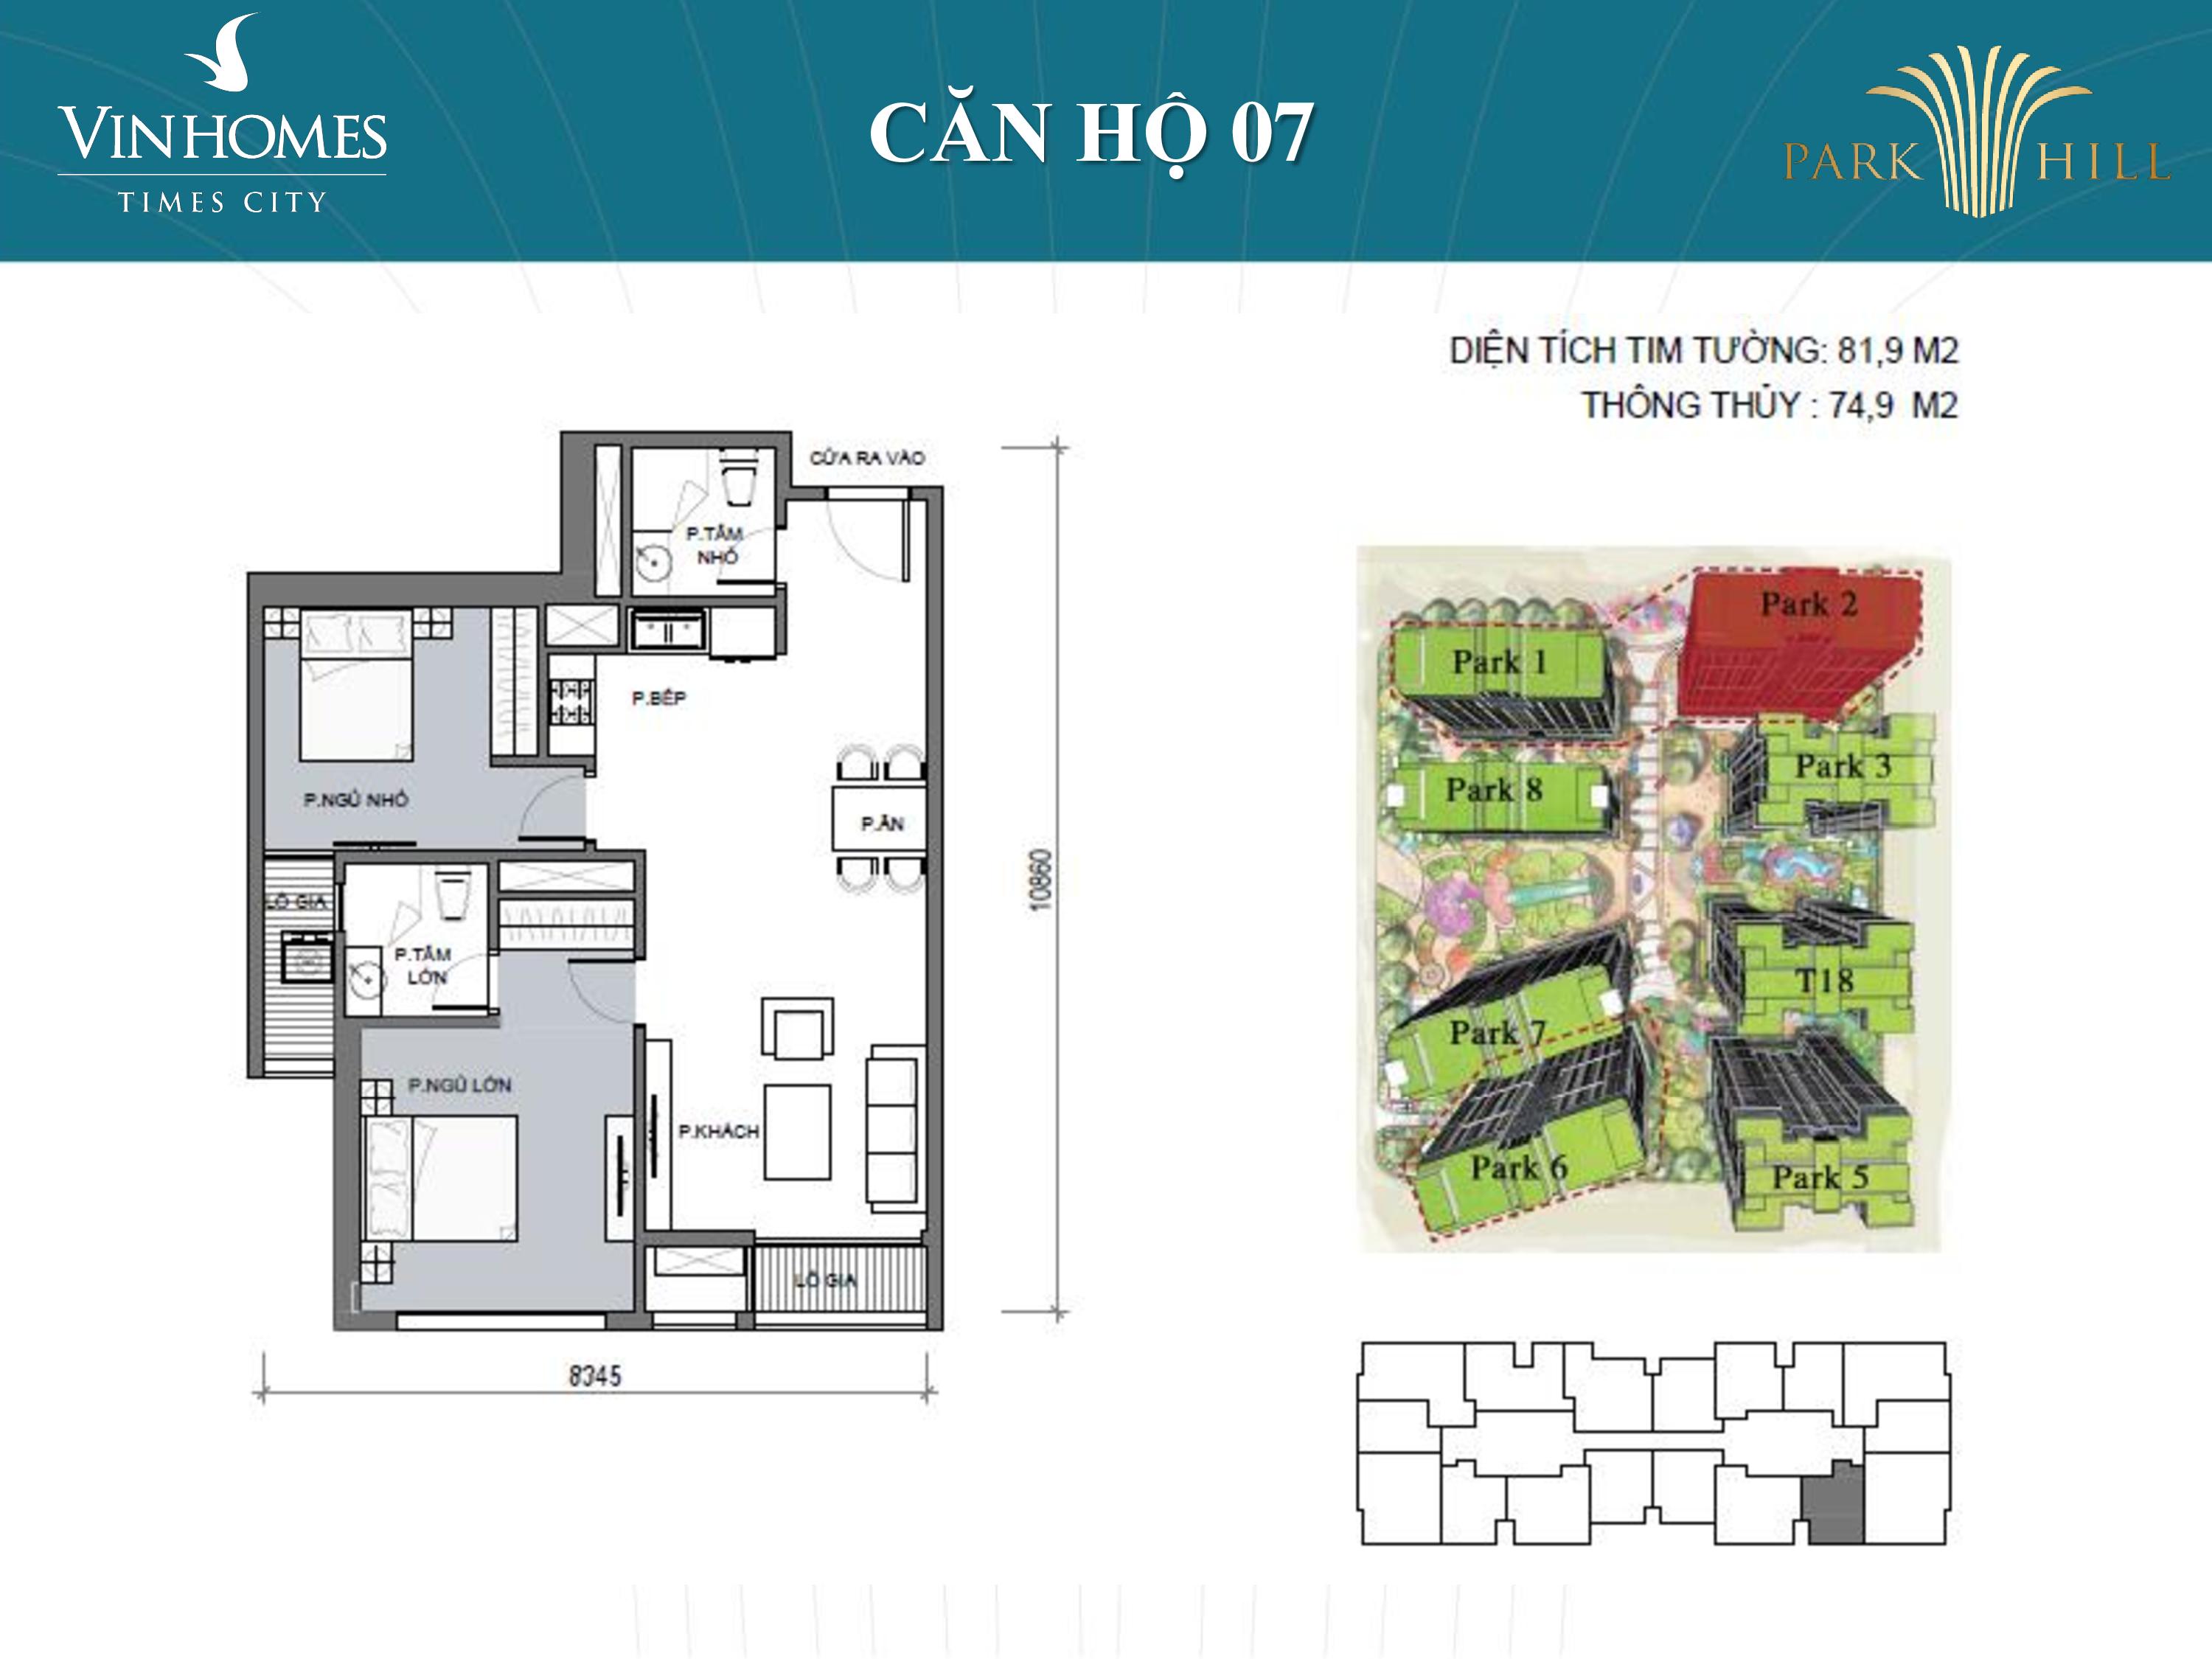 VINHOMES
TIMES CITY
CĂN HỘ 07
PARK HILL
DIỆN TÍCH TIM TƯỜNG: 81,9 M2
THÔNG THỦY : 74,9 M2
CỬA RA VÀO
P.TẮM
NHỎ
P.BẾP
P.NGỦ NHỎ
P.ĂN
LÔ GIA
P.TẮM
LỚN
P.NGỦ LỚN
P.KHÁCH
LÔ GIA
10860
8345
Park 2
Park 1
Park 3
Park 8
T18
Park 7
Park 6
Park 5